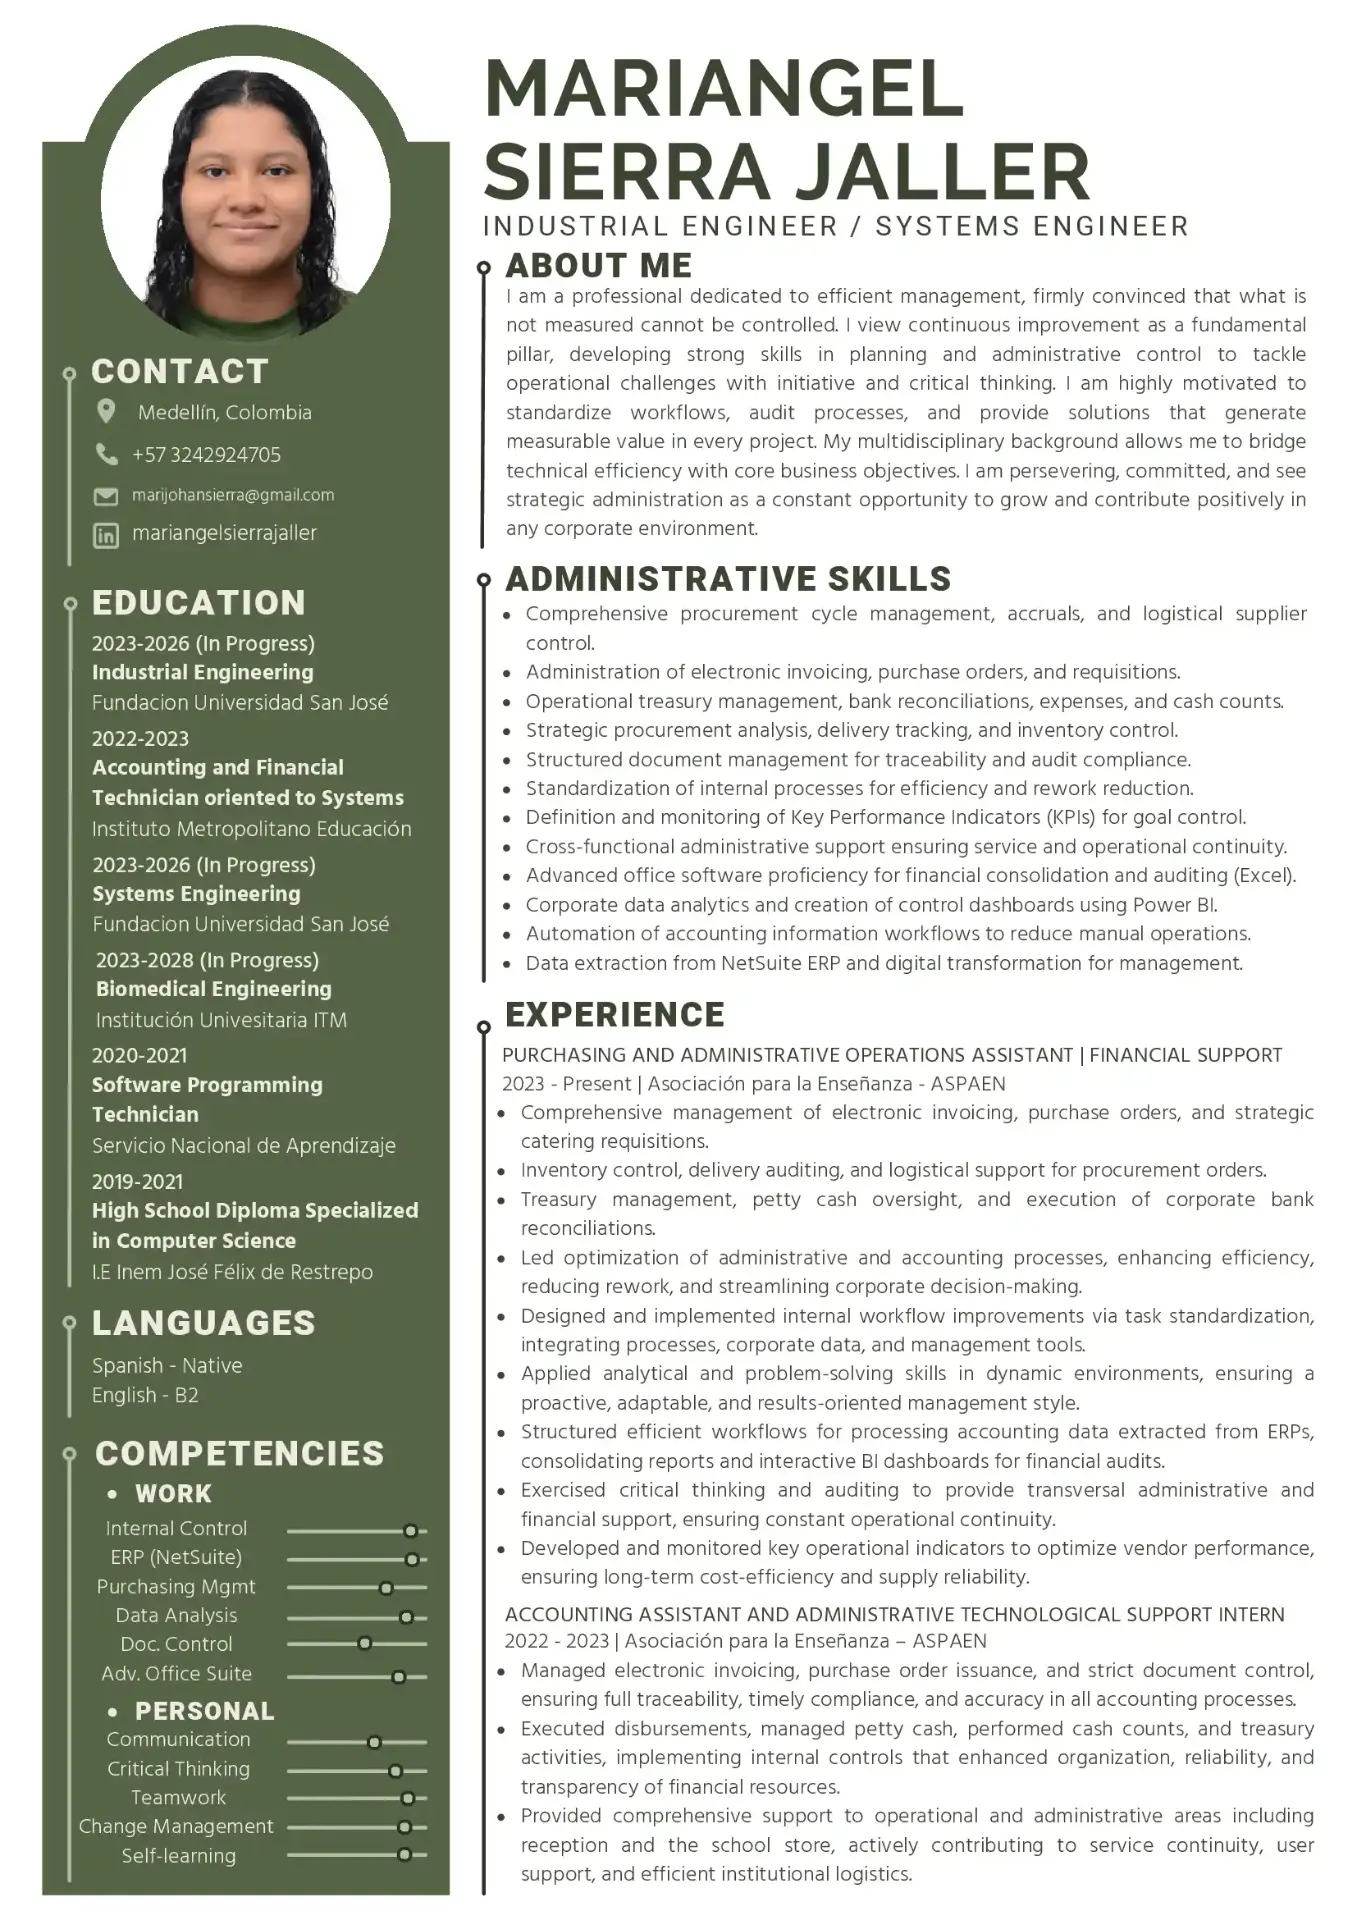 MARIANGEL
SIERRA JALLER
INDUSTRIAL ENGINEER / SYSTEMS ENGINEER
CONTACT
Medellín, Colombia
+57 3242924705
marijohansierra@gmail.com
mariangelsierrajaller
EDUCATION
2023-2026 (In Progress)
Industrial Engineering
Fundacion Universidad San José
2022-2023
Accounting and Financial
Technician oriented to Systems
Instituto Metropolitano Educación
2023-2026 (In Progress)
Systems Engineering
Fundacion Universidad San José
2023-2028 (In Progress)
Biomedical Engineering
Institución Univesitaria ITM
2020-2021
Software Programming
Technician
Servicio Nacional de Aprendizaje
2019-2021
High School Diploma Specialized
in Computer Science
I.E Inem José Félix de Restrepo
LANGUAGES
Spanish - Native
English - B2
COMPETENCIES
• WORK
Internal Control
ERP (NetSuite)
Purchasing Mgmt
Data Analysis
Doc. Control
Adv. Office Suite
• PERSONAL
Communication
Critical Thinking
Teamwork
Change Management
Self-learning
ABOUT ME
I am a professional dedicated to efficient management, firmly convinced that what is
not measured cannot be controlled. I view continuous improvement as a fundamental
pillar, developing strong skills in planning and administrative control to tackle
operational challenges with initiative and critical thinking. I am highly motivated to
standardize workflows, audit processes, and provide solutions that generate
measurable value in every project. My multidisciplinary background allows me to bridge
technical efficiency with core business objectives. I am persevering, committed, and see
strategic administration as a constant opportunity to grow and contribute positively in
any corporate environment.
ADMINISTRATIVE SKILLS
• Comprehensive procurement cycle management, accruals, and logistical supplier
control.
• Administration of electronic invoicing, purchase orders, and requisitions.
• Operational treasury management, bank reconciliations, expenses, and cash counts.
• Strategic procurement analysis, delivery tracking, and inventory control.
• Structured document management for traceability and audit compliance.
• Standardization of internal processes for efficiency and rework reduction.
• Definition and monitoring of Key Performance Indicators (KPIs) for goal control.
• Cross-functional administrative support ensuring service and operational continuity.
• Advanced office software proficiency for financial consolidation and auditing (Excel).
• Corporate data analytics and creation of control dashboards using Power BI.
• Automation of accounting information workflows to reduce manual operations.
• Data extraction from NetSuite ERP and digital transformation for management.
EXPERIENCE
PURCHASING AND ADMINISTRATIVE OPERATIONS ASSISTANT | FINANCIAL SUPPORT
2023 - Present | Asociación para la Enseñanza - ASPAEN
• Comprehensive management of electronic invoicing, purchase orders, and strategic
catering requisitions.
• Inventory control, delivery auditing, and logistical support for procurement orders.
• Treasury management, petty cash oversight, and execution of corporate bank
reconciliations.
• Led optimization of administrative and accounting processes, enhancing efficiency,
reducing rework, and streamlining corporate decision-making.
• Designed and implemented internal workflow improvements via task standardization,
integrating processes, corporate data, and management tools.
• Applied analytical and problem-solving skills in dynamic environments, ensuring a
proactive, adaptable, and results-oriented management style.
• Structured efficient workflows for processing accounting data extracted from ERPs,
consolidating reports and interactive BI dashboards for financial audits.
• Exercised critical thinking and auditing to provide transversal administrative and
financial support, ensuring constant operational continuity.
• Developed and monitored key operational indicators to optimize vendor performance,
ensuring long-term cost-efficiency and supply reliability.
ACCOUNTING ASSISTANT AND ADMINISTRATIVE TECHNOLOGICAL SUPPORT INTERN
2022 - 2023 | Asociación para la Enseñanza – ASPAEN
• Managed electronic invoicing, purchase order issuance, and strict document control,
ensuring full traceability, timely compliance, and accuracy in all accounting processes.
• Executed disbursements, managed petty cash, performed cash counts, and treasury
activities, implementing internal controls that enhanced organization, reliability, and
transparency of financial resources.
• Provided comprehensive support to operational and administrative areas including
reception and the school store, actively contributing to service continuity, user
support, and efficient institutional logistics.